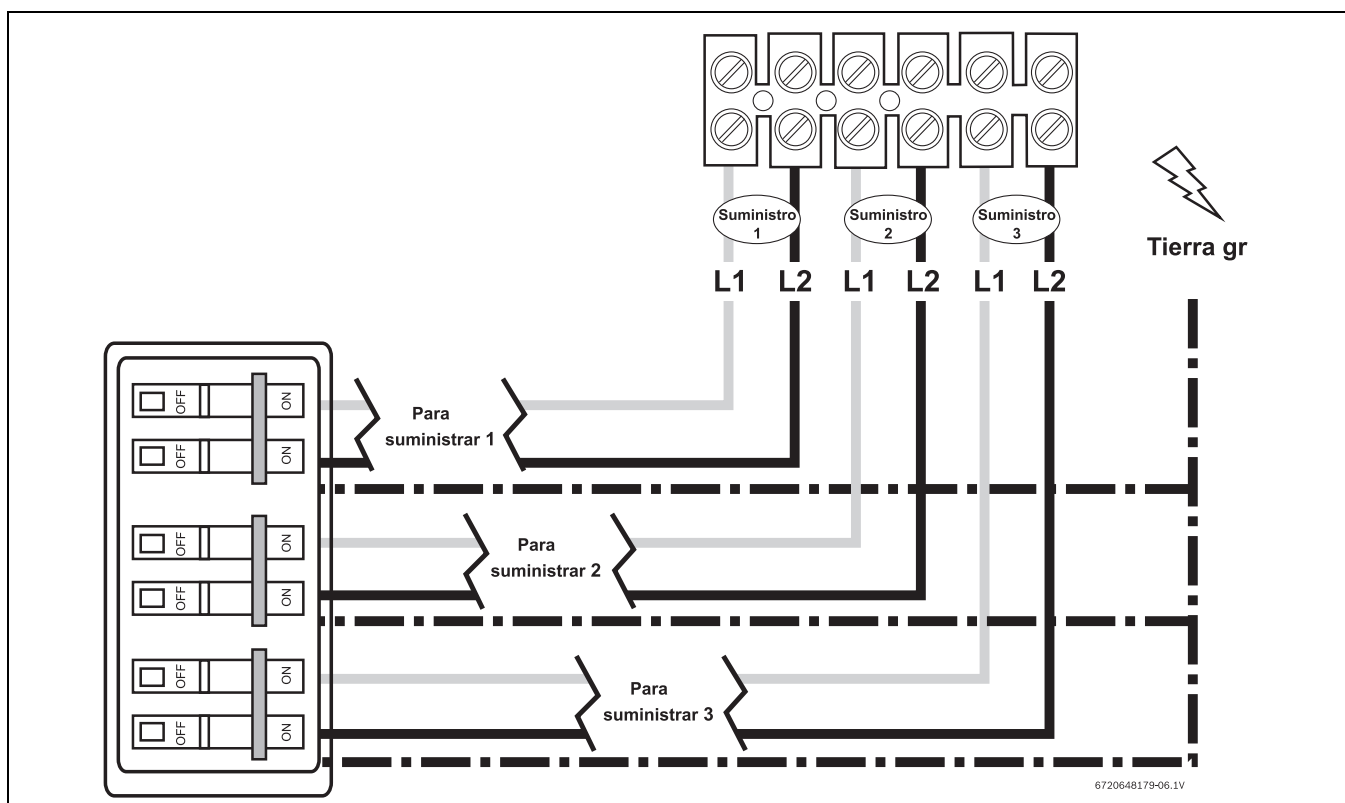 Suministro
1
Suministro
2
Suministro
3
Tierra gr
L1 L2 L1 L2 L1 L2
OFF ON
Para
suministrar 1
OFF ON
OFF ON
Para
suministrar 2
OFF ON
OFF ON
Para
suministrar 3
OFF ON
6720648179-06.1V